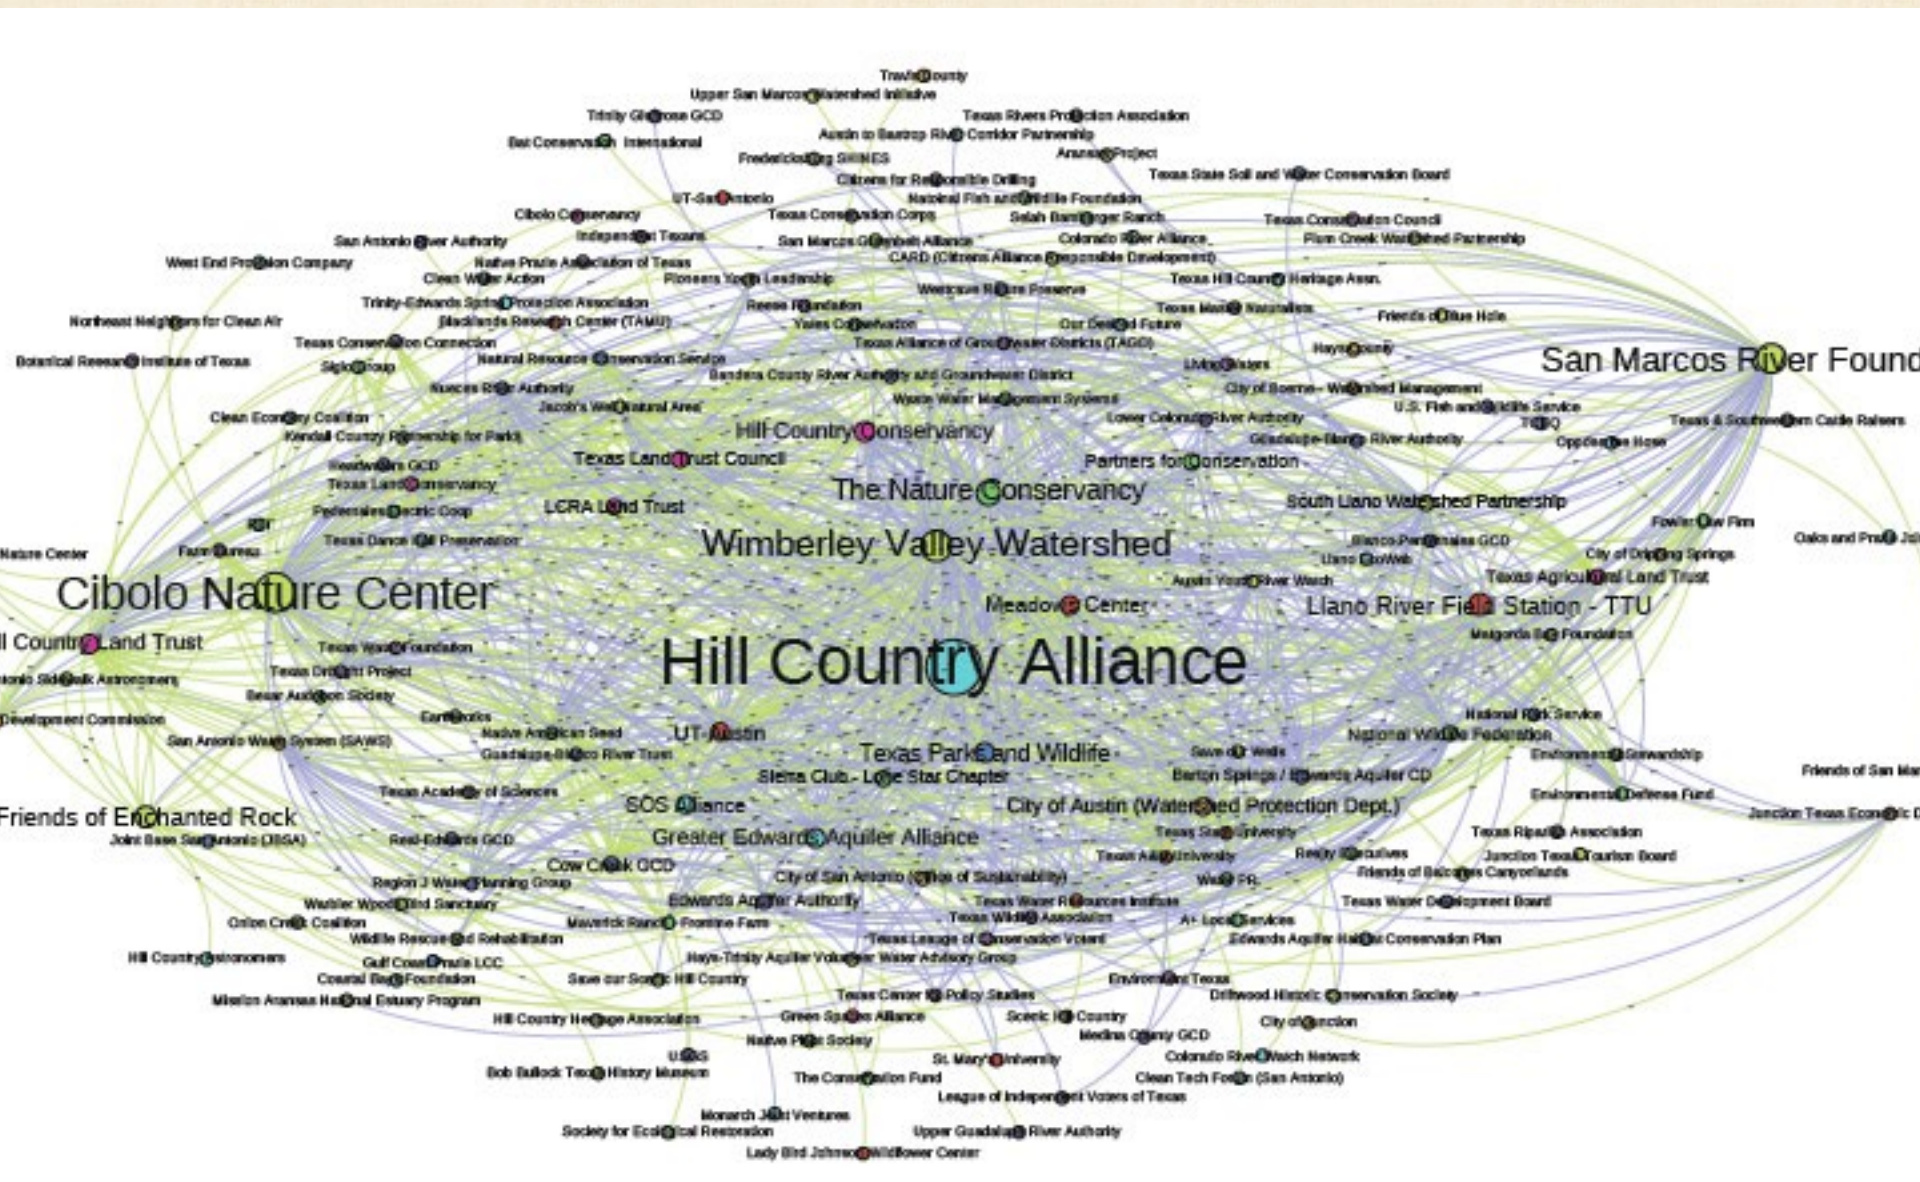 Travis County
Upper San Marcos Watershed Initiative
Trinity Glenrose GCD
Texas Rivers Protection Association
Austin to Bastrop River Corridor Partnership
Bat Conservation International
Fredericksburg SHINES
Aransas Project
Texas State Soil and Water Conservation Board
Citizens for Responsible Drilling
UT-San Antonio
National Fish and Wildlife Foundation
Cibolo Conservancy
Texas Conservation Corps
Selah Bamberger Ranch
Texas Conservation Council
San Antonio River Authority
Independent Texans
San Marcos Greenbelt Alliance
Colorado River Alliance
Plum Creek Watershed Partnership
West End Protection Company
Native Prairie Association of Texas
CARD (Citizens Alliance Responsible Development)
Clean Water Action
Pioneers Youth Leadership
Texas Hill Country Heritage Assn.
Westcave Nature Preserve
Trinity-Edwards Spring Protection Association
Reese Foundation
Texas Master Naturalists
Friends of Blue Hole
Northeast Neighbors for Clean Air
Blacklands Research Center (TAMU)
Yates Conservation
Our Desired Future
Texas Conservation Connection
Texas Alliance of Groundwater Districts (TAGD)
Hays County
Botanical Research Institute of Texas
Siglo Group
Natural Resource Conservation Service
Living Waters
San Marcos River Found
Bandera County River Authority and Groundwater District
Nueces River Authority
City of Boerne - Watershed Management
Waste Water Management Systems
Jacob's Well Natural Area
U.S. Fish and Wildlife Service
Clean Economy Coalition
Lower Colorado River Authority
TCEQ
Texas & Southwestern Cattle Raisers
Kendall County Partnership for Parks
Hill Country Conservancy
Guadalupe-Blanco River Authority
Headwaters GCD
Texas Land Trust Council
Partners for Conservation
Texas Land Conservancy
The Nature Conservancy
LCRA Land Trust
South Llano Watershed Partnership
Pedernales Electric Coop
Fowler Law Firm
Farm Bureau
Texas Dance Hall Preservation
Wimberley Valley Watershed
Blanco-Pedernales GCD
Oaks and Prairie Joi
Nature Center
Llano EcoWeb
City of Dripping Springs
Cibolo Nature Center
Austin Youth River Watch
Texas Agricultural Land Trust
Meadows Center
Llano River Field Station - TTU
ll Country Land Trust
Texas Water Foundation
Hill Country Alliance
Matgorda Bay Foundation
Texas Drought Project
tonio Sidewalk Astronomers
Bexar Audubon Society
Development Commission
Earthworks
National Park Service
San Antonio Water System (SAWS)
Native American Seed
UT-Austin
National Wildlife Federation
Guadalupe-Blanco River Trust
Texas Parks and Wildlife
Save our Wells
Environmental Stewardship
Sierra Club - Lone Star Chapter
Barton Springs / Edwards Aquifer CD
Friends of San Mar
Texas Academy of Sciences
SOS Alliance
City of Austin (Watershed Protection Dept.)
Environmental Defense Fund
Friends of Enchanted Rock
Junction Texas Economic D
Joint Base San Antonio (JBSA)
Real-Edwards GCD
Greater Edwards Aquifer Alliance
Texas State University
Texas Riparian Association
Cow Creek GCD
Texas A&M University
Realty Executives
Junction Texas Tourism Board
Region J Water Planning Group
City of San Antonio (Office of Sustainability)
Water PR
Friends of Balcones Canyonlands
Warbler Woods Bird Sanctuary
Edwards Aquifer Authority
Texas Water Resources Institute
Texas Water Development Board
Onion Creek Coalition
Maverick Ranch - Fromme Farm
Texas Wildlife Association
A+ Local Services
Wildlife Rescue and Rehabilitation
Texas League of Conservation Voters
Edwards Aquifer Habitat Conservation Plan
Hill Country Astronomers
Gulf Coast Prairie LCC
Hays-Trinity Aquifer Volunteer Water Advisory Group
Coastal Bays Foundation
Save our Scenic Hill Country
Environment Texas
Mission Aransas National Estuary Program
Texas Center for Policy Studies
Driftwood Historic Conservation Society
Hill Country Heritage Association
Green Spaces Alliance
Scenic Hill Country
City of Junction
Native Plant Society
Medina County GCD
USGS
St. Mary's University
Colorado River Watch Network
Bob Bullock Texas History Museum
The Conservation Fund
Clean Tech Forum (San Antonio)
League of Independent Voters of Texas
Monarch Joint Ventures
Society for Ecological Restoration
Upper Guadalupe River Authority
Lady Bird Johnson Wildflower Center